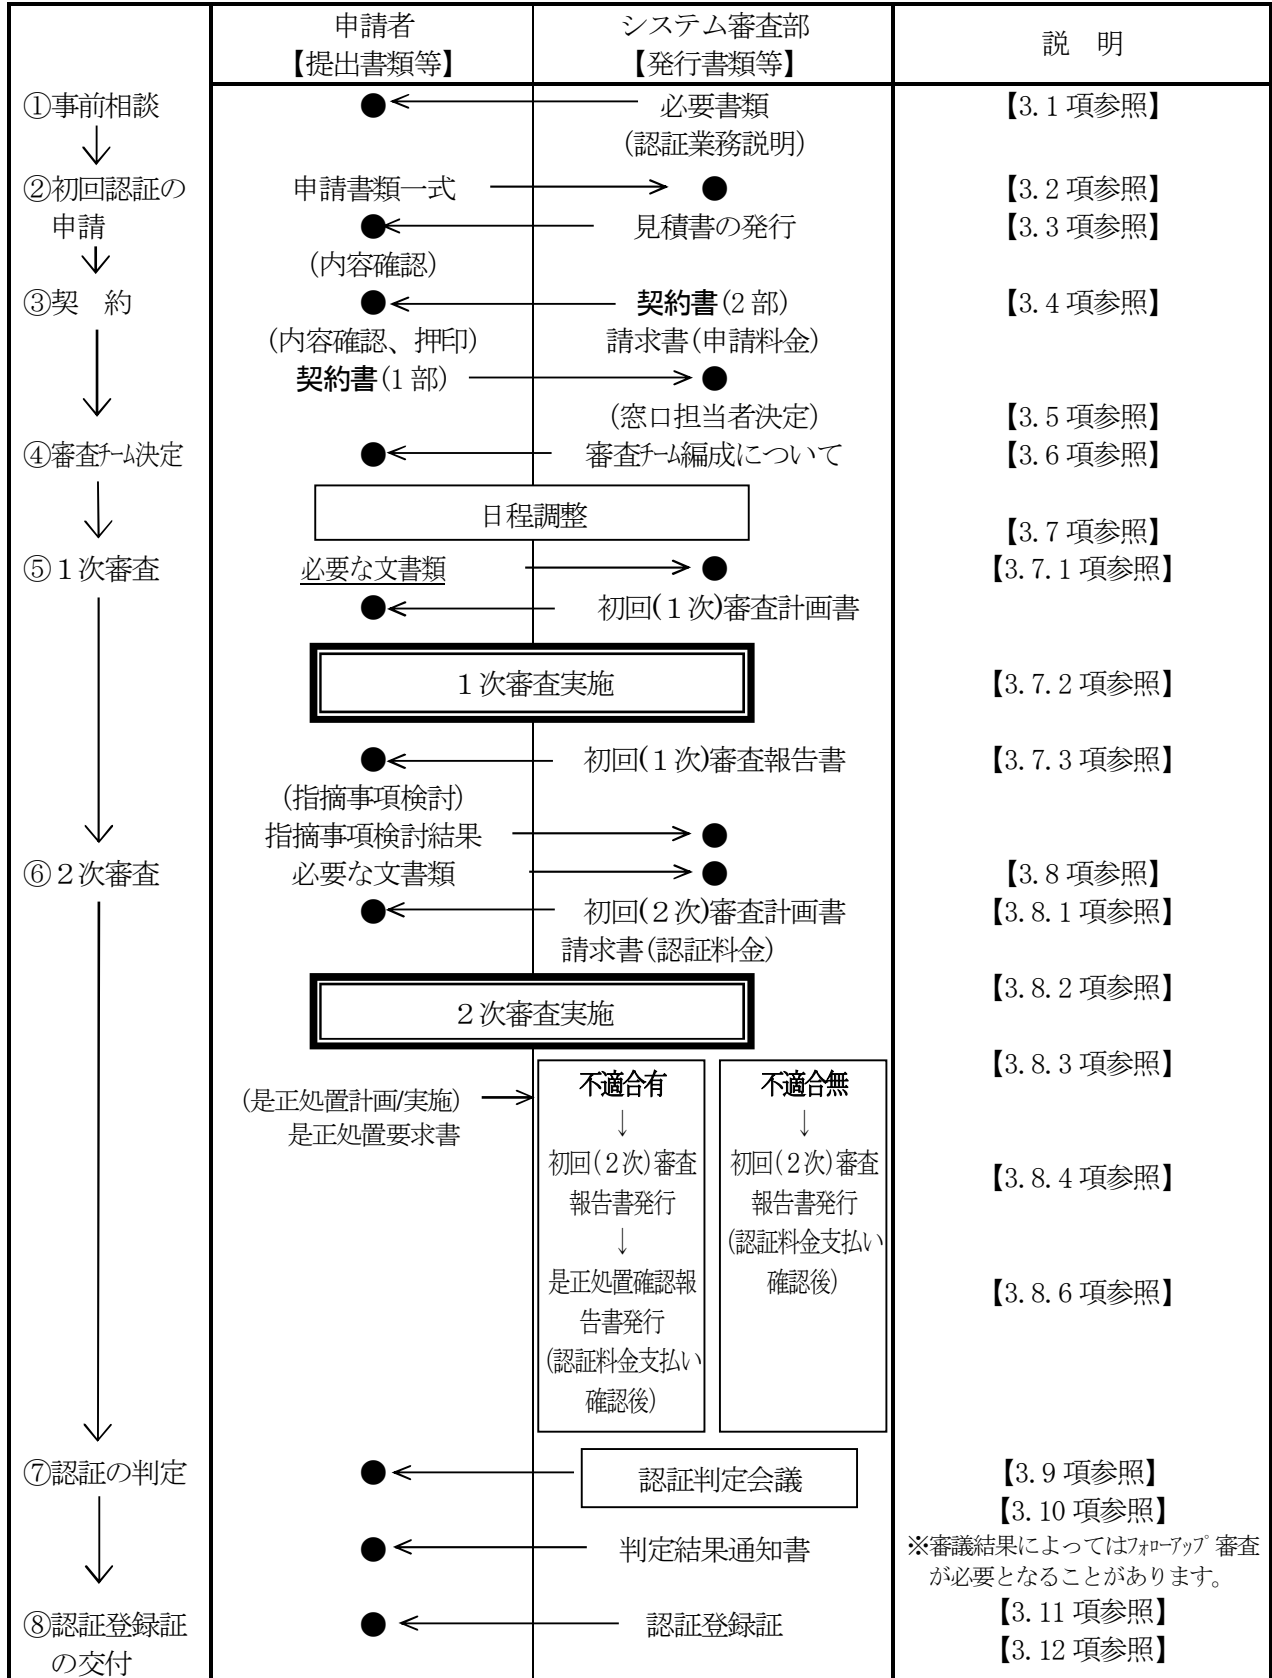 申請者
【提出書類等】
システム審査部
【発行書類等】
説　明
①事前相談
必要書類
【3.1 項参照】
(認証業務説明)
②初回認証の
申請書類一式
【3.2 項参照】
申請
見積書の発行
【3.3 項参照】
(内容確認)
③契　約
契約書(2 部)
【3.4 項参照】
(内容確認、押印)
請求書(申請料金)
契約書(1 部)
(窓口担当者決定)
【3.5 項参照】
④審査ﾁｰﾑ決定
審査ﾁｰﾑ編成について
【3.6 項参照】
日程調整
【3.7 項参照】
⑤１次審査
必要な文書類
【3.7.1 項参照】
初回(１次)審査計画書
１次審査実施
【3.7.2 項参照】
初回(１次)審査報告書
【3.7.3 項参照】
(指摘事項検討)
指摘事項検討結果
⑥２次審査
必要な文書類
【3.8 項参照】
初回(２次)審査計画書
【3.8.1 項参照】
請求書(認証料金)
２次審査実施
【3.8.2 項参照】
【3.8.3 項参照】
(是正処置計画/実施)
是正処置要求書
不適合有
↓
初回(２次)審査
報告書発行
↓
是正処置確認報
告書発行
(認証料金支払い
確認後)
不適合無
↓
初回(２次)審査
報告書発行
(認証料金支払い
確認後)
【3.8.4 項参照】
【3.8.6 項参照】
⑦認証の判定
認証判定会議
【3.9 項参照】
【3.10 項参照】
判定結果通知書
※審議結果によってはﾌｫﾛｰｱｯﾌﾟ審査
が必要となることがあります。
⑧認証登録証
の交付
認証登録証
【3.11 項参照】
【3.12 項参照】